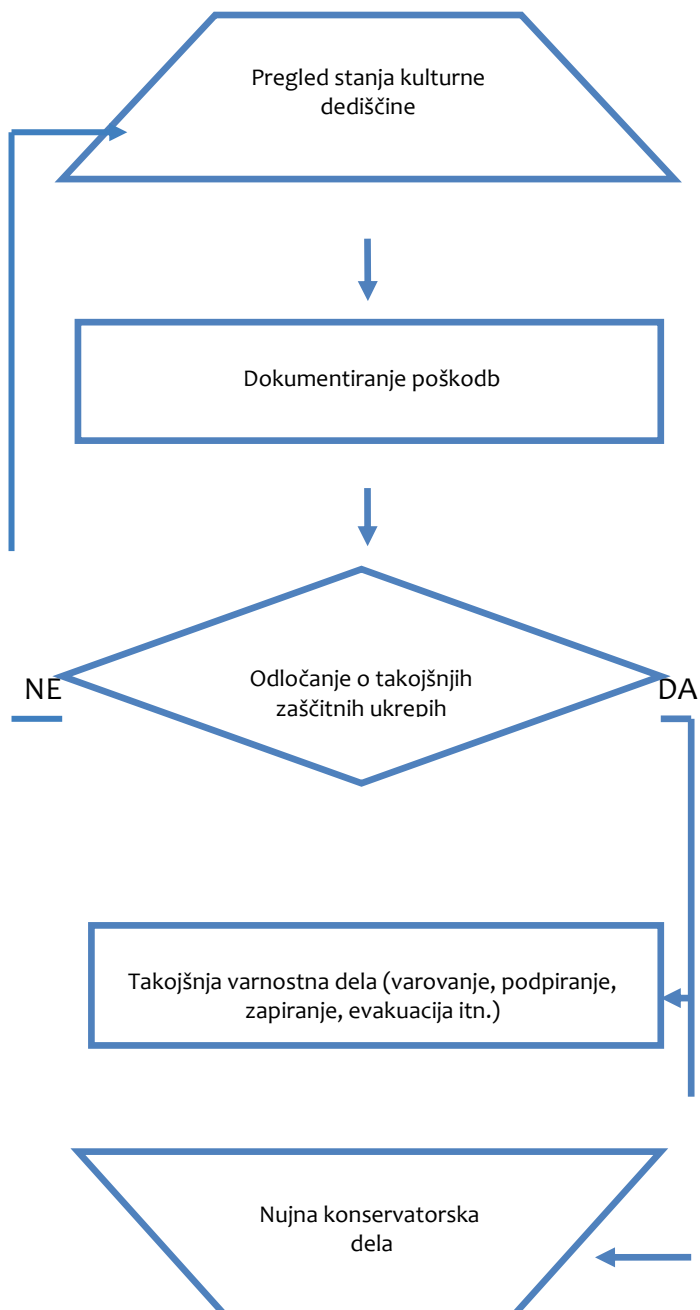 Pregled stanja kulturne
dediščine
Dokumentiranje poškodb
NE
Odločanje o takojšnjih
zaščitnih ukrepih
DA
Takojšnja varnostna dela (varovanje, podpiranje,
zapiranje, evakuacija itn.)
Nujna konservatorska
dela